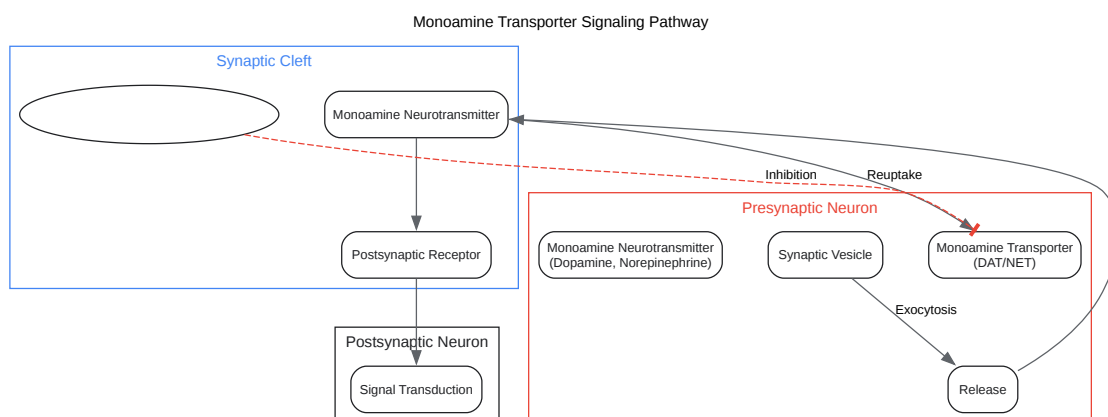 Monoamine Transporter Signaling Pathway
Synaptic Cleft
Monoamine Neurotransmitter
Inhibition
Reuptake
Presynaptic Neuron
Postsynaptic Receptor
Monoamine Neurotransmitter
(Dopamine, Norepinephrine)
Synaptic Vesicle
Monoamine Transporter
(DAT/NET)
Exocytosis
Postsynaptic Neuron
Signal Transduction
Release